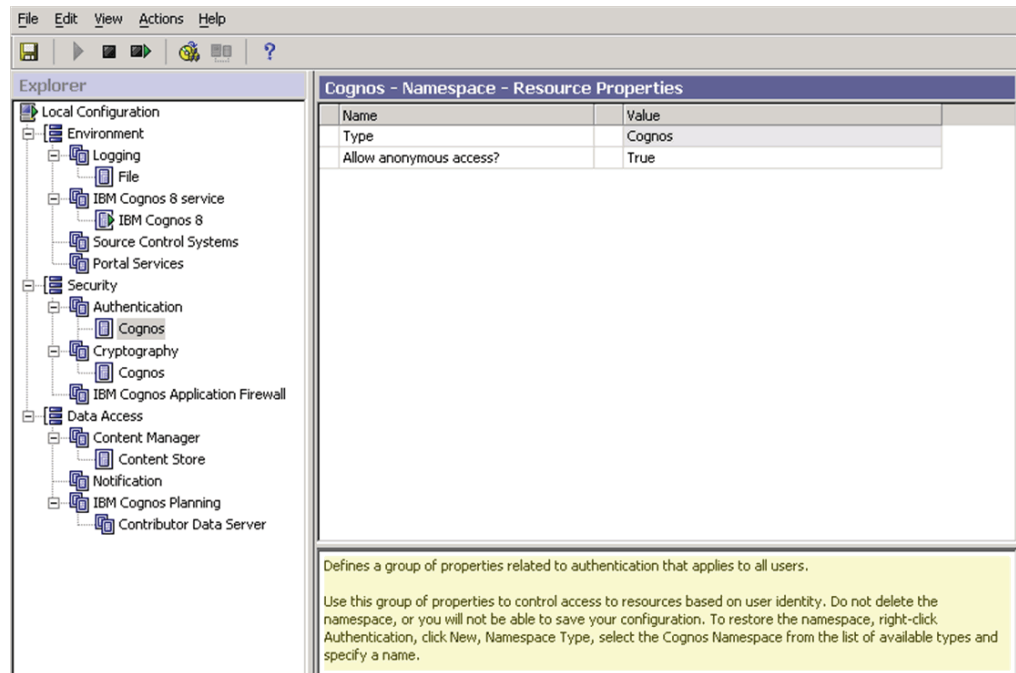 File Edit View Actions Help
?
Explorer
Local Configuration
Environment
Logging
File
IBM Cognos 8 service
IBM Cognos 8
Source Control Systems
Portal Services
Security
Authentication
Cognos
Cryptography
Cognos
IBM Cognos Application Firewall
Data Access
Content Manager
Content Store
Notification
IBM Cognos Planning
Contributor Data Server
Cognos - Namespace - Resource Properties
Name Value
Type Cognos
Allow anonymous access? True
Defines a group of properties related to authentication that applies to all users.
Use this group of properties to control access to resources based on user identity. Do not delete the
namespace, or you will not be able to save your configuration. To restore the namespace, right-click
Authentication, click New, Namespace Type, select the Cognos Namespace from the list of available types and
specify a name.